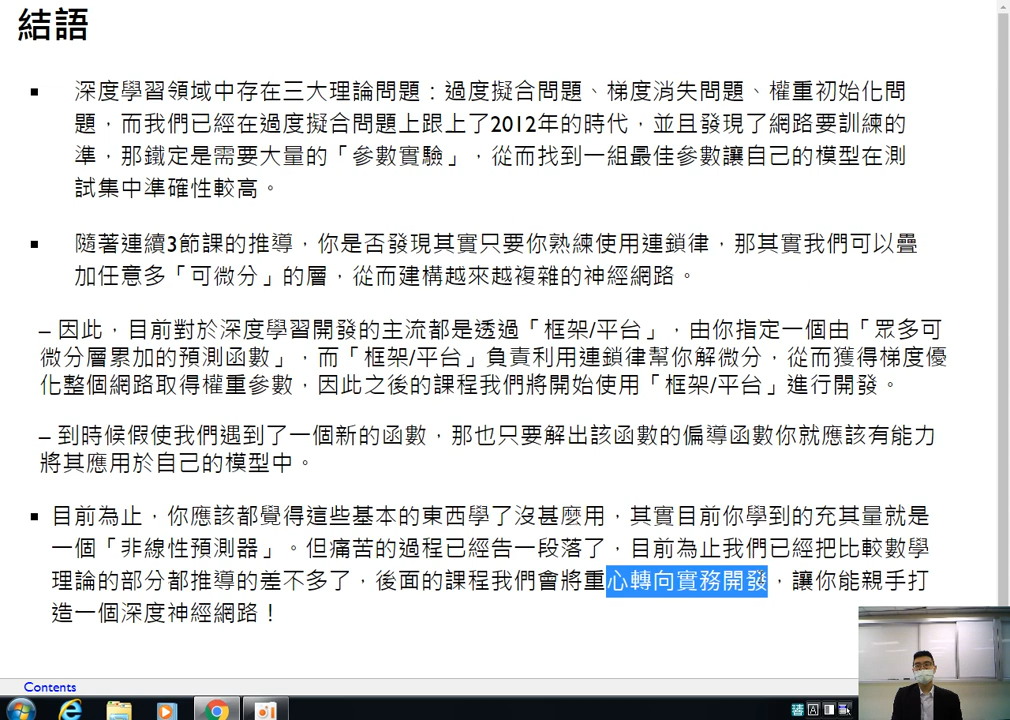 結語
▪ 深度學習領域中存在三大理論問題：過度擬合問題、梯度消失問題、權重初始化問
題，而我們已經在過度擬合問題上跟上了2012年的時代，並且發現了網路要訓練的
準，那鐵定是需要大量的「參數實驗」，從而找到一組最佳參數讓自己的模型在測
試集中準確性較高。
▪ 隨著連續3節課的推導，你是否發現其實只要你熟練使用連鎖律，那其實我們可以疊
加任意多「可微分」的層，從而建構越來越複雜的神經網路。
– 因此，目前對於深度學習開發的主流都是透過「框架/平台」，由你指定一個由「眾多可
微分層累加的預測函數」，而「框架/平台」負責利用連鎖律幫你解微分，從而獲得梯度優
化整個網路取得權重參數，因此之後的課程我們將開始使用「框架/平台」進行開發。
– 到時候假使我們遇到了一個新的函數，那也只要解出該函數的偏導函數你就應該有能力
將其應用於自己的模型中。
▪ 目前為止，你應該都覺得這些基本的東西學了沒甚麼用，其實目前你學到的充其量就是
一個「非線性預測器」。但痛苦的過程已經告一段落了，目前為止我們已經把比較數學
理論的部分都推導的差不多了，後面的課程我們會將重心轉向實務開發，讓你能親手打
造一個深度神經網路！
Contents